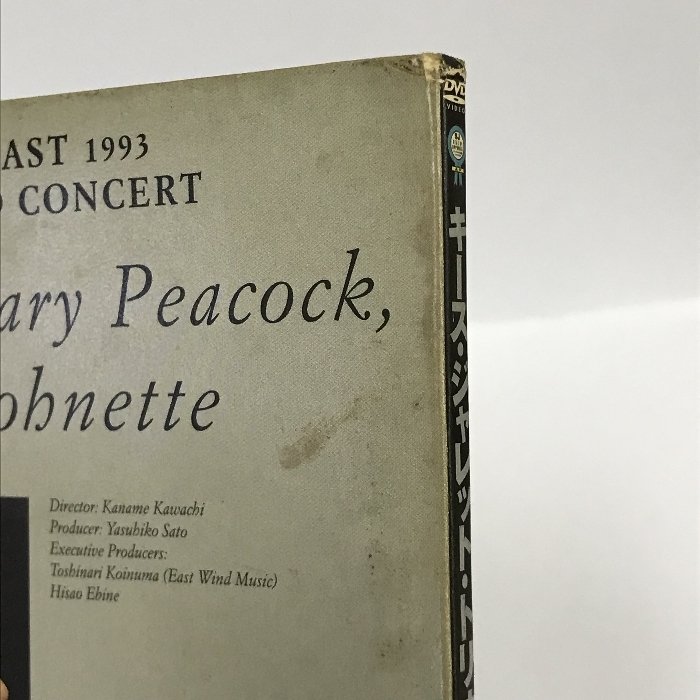 AST 1993
CONCERT
ary Peacock,
ohnette
Director: Kaname Kawachi
Producer: Yasuhiko Sato
Executive Producers:
Toshinari Koinuma (East Wind Music)
Hisao Ebine
DVD
VIDEO
キース・ジャレット・トリ